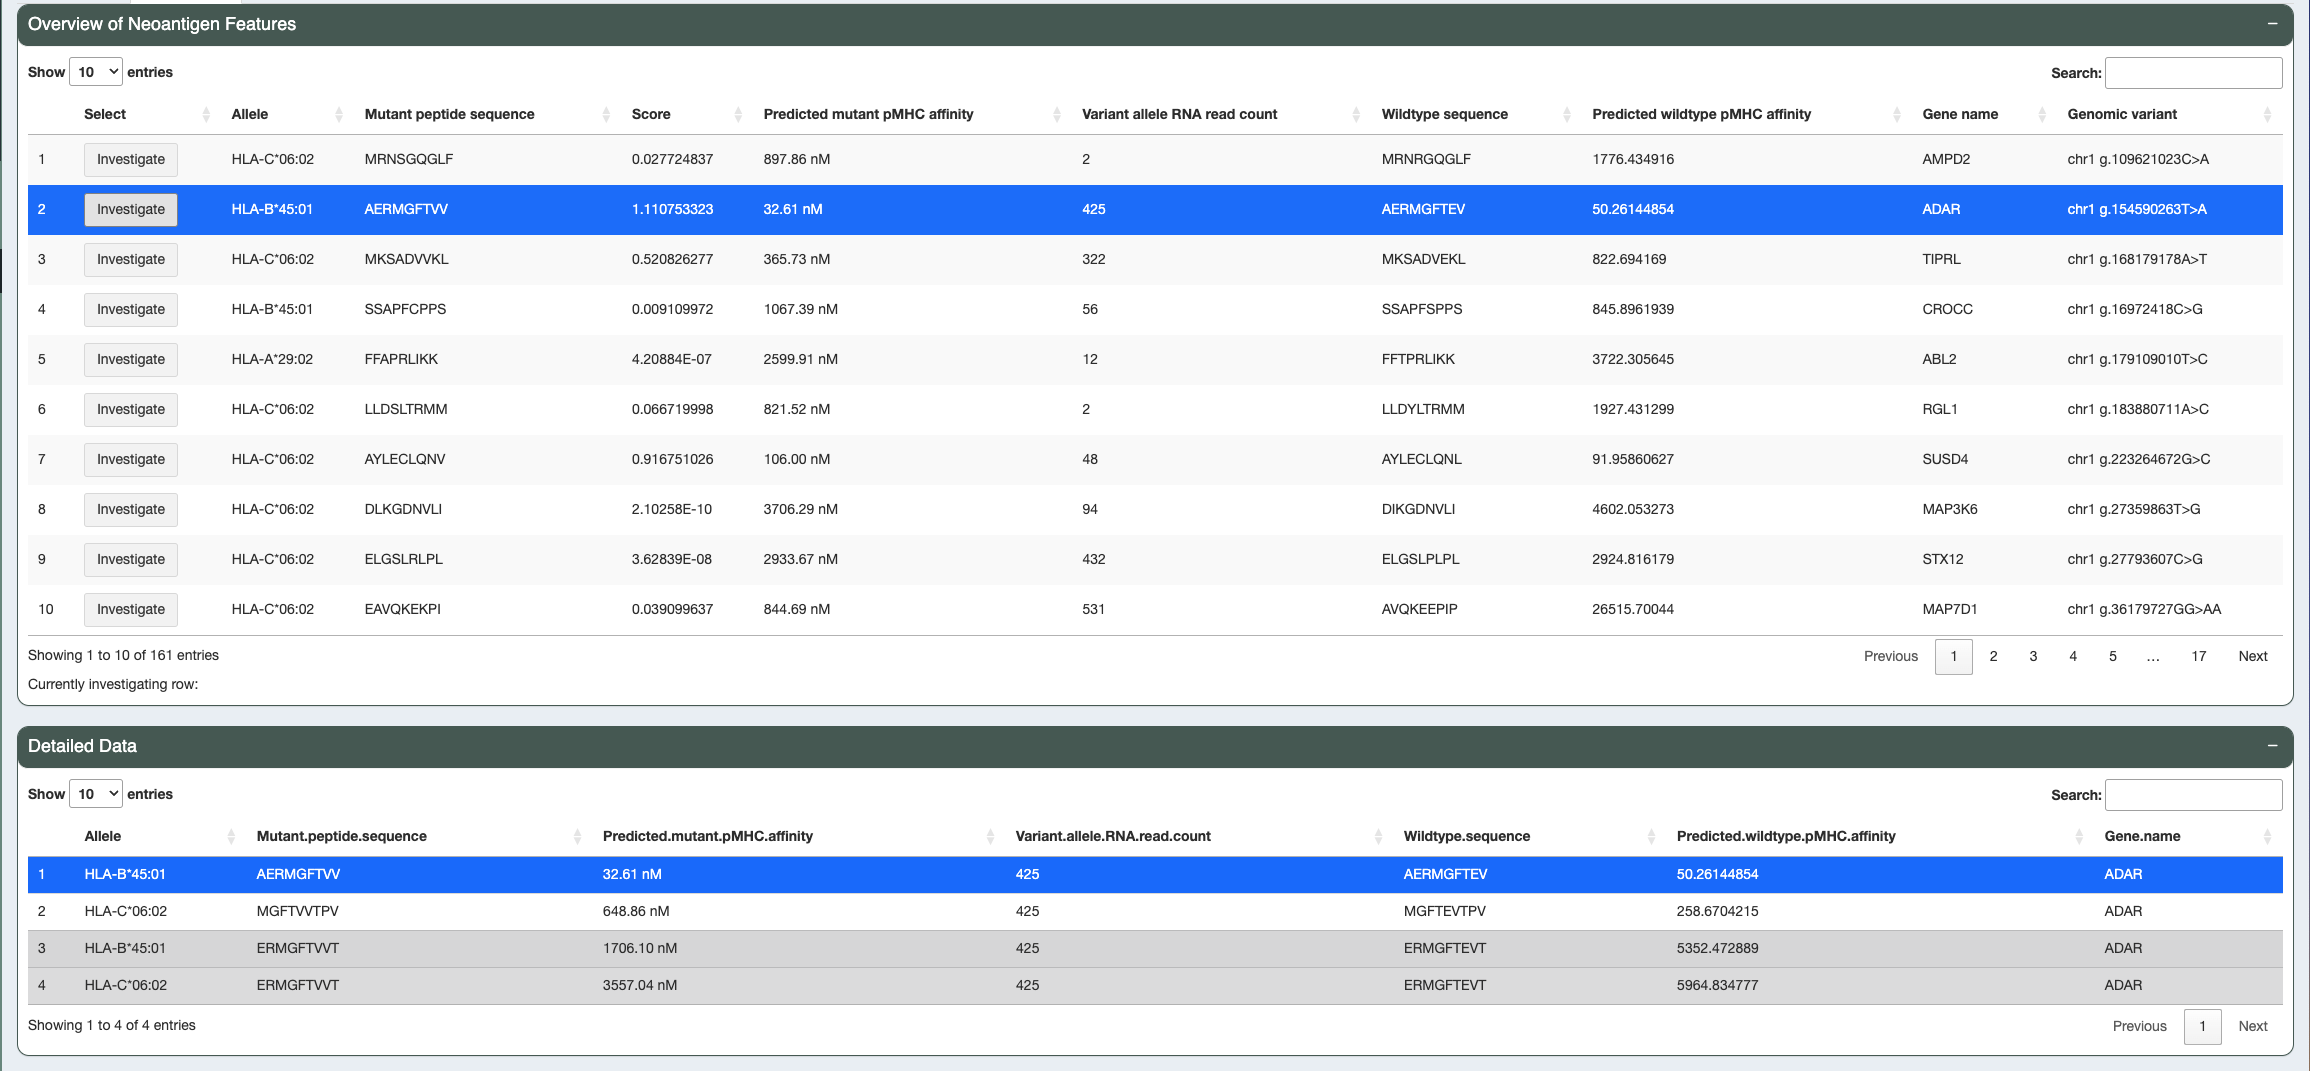 Overview of Neoantigen Features
Show 10 entries Search:
Select Allele Mutant peptide sequence Score Predicted mutant pMHC affinity Variant allele RNA read count Wildtype sequence Predicted wildtype pMHC affinity Gene name Genomic variant
1 Investigate HLA-C*06:02 MRNSGQGLF 0.027724837 897.86 nM 2 MRNRGQGLF 1776.434916 AMPD2 chr1 g.109621023C>A
2 Investigate HLA-B*45:01 AERMGFTVV 1.110753323 32.61 nM 425 AERMGFTEV 50.26144854 ADAR chr1 g.154590263T>A
3 Investigate HLA-C*06:02 MKSADVVKL 0.520826277 365.73 nM 322 MKSADVEKL 822.694169 TIPRL chr1 g.168179178A>T
4 Investigate HLA-B*45:01 SSAPFCPPS 0.009109972 1067.39 nM 56 SSAPFSPPS 845.8961939 CROCC chr1 g.16972418C>G
5 Investigate HLA-A*29:02 FFAPRLIKK 4.20884E-07 2599.91 nM 12 FFTPRLIKK 3722.305645 ABL2 chr1 g.179109010T>C
6 Investigate HLA-C*06:02 LLDSLTRMM 0.066719998 821.52 nM 2 LLDYLTRMM 1927.431299 RGL1 chr1 g.183880711A>C
7 Investigate HLA-C*06:02 AYLECLQNV 0.916751026 106.00 nM 48 AYLECLQNL 91.95860627 SUSD4 chr1 g.223264672G>C
8 Investigate HLA-C*06:02 DLKGDNVLI 2.10258E-10 3706.29 nM 94 DIKGDNVLI 4602.053273 MAP3K6 chr1 g.27359863T>G
9 Investigate HLA-C*06:02 ELGSLRLPL 3.62839E-08 2933.67 nM 432 ELGSLPLPL 2924.816179 STX12 chr1 g.27793607C>G
10 Investigate HLA-C*06:02 EAVQKEKPI 0.039099637 844.69 nM 531 AVQKEEPIP 26515.70044 MAP7D1 chr1 g.36179727GG>AA
Showing 1 to 10 of 161 entries Previous 1 2 3 4 5 … 17 Next
Currently investigating row:
Detailed Data
Show 10 entries Search:
Allele Mutant.peptide.sequence Predicted.mutant.pMHC.affinity Variant.allele.RNA.read.count Wildtype.sequence Predicted.wildtype.pMHC.affinity Gene.name
1 HLA-B*45:01 AERMGFTVV 32.61 nM 425 AERMGFTEV 50.26144854 ADAR
2 HLA-C*06:02 MGFTVVTPV 648.86 nM 425 MGFTEVTPV 258.6704215 ADAR
3 HLA-B*45:01 ERMGFTVVT 1706.10 nM 425 ERMGFTEVT 5352.472889 ADAR
4 HLA-C*06:02 ERMGFTVVT 3557.04 nM 425 ERMGFTEVT 5964.834777 ADAR
Showing 1 to 4 of 4 entries Previous 1 Next